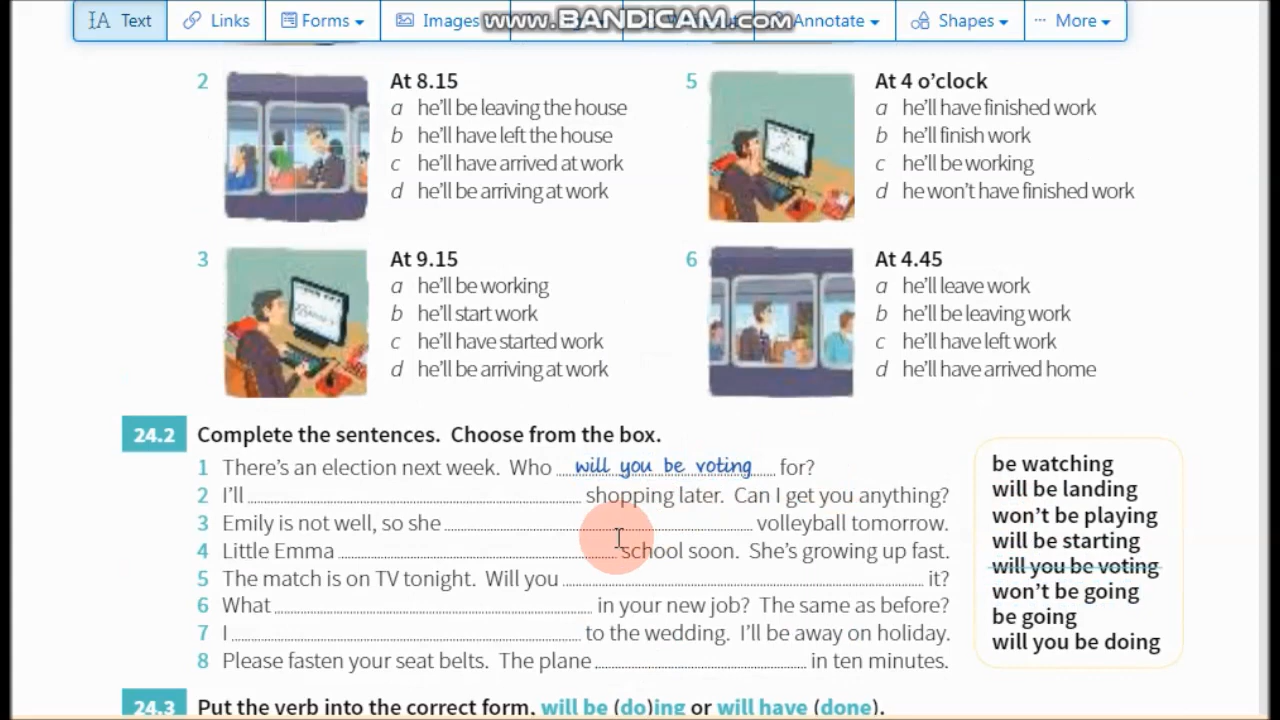 Text Links Forms Images Annotate Shapes More
www.BANDICAM.com
2 At 8.15
a he'll be leaving the house
b he'll have left the house
c he'll have arrived at work
d he'll be arriving at work
5 At 4 o'clock
a he'll have finished work
b he'll finish work
c he'll be working
d he won't have finished work
3 At 9.15
a he'll be working
b he'll start work
c he'll have started work
d he'll be arriving at work
6 At 4.45
a he'll leave work
b he'll be leaving work
c he'll have left work
d he'll have arrived home
24.2 Complete the sentences. Choose from the box.
1 There's an election next week. Who will you be voting for?
2 I'll shopping later. Can I get you anything?
3 Emily is not well, so she volleyball tomorrow.
4 Little Emma school soon. She's growing up fast.
5 The match is on TV tonight. Will you it?
6 What in your new job? The same as before?
7 I to the wedding. I'll be away on holiday.
8 Please fasten your seat belts. The plane in ten minutes.
be watching
will be landing
won't be playing
will be starting
will you be voting
won't be going
be going
will you be doing
24.3 Put the verb into the correct form, will be (do)ing or will have (done).